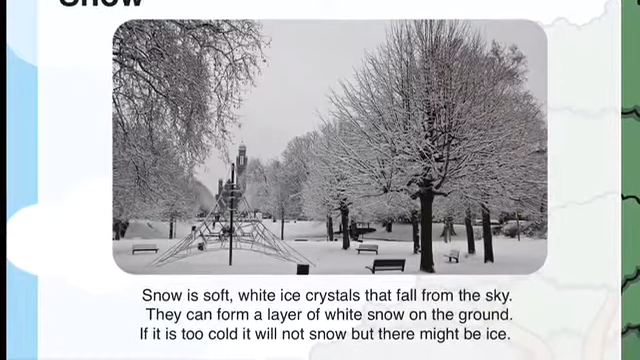 Snow
Snow is soft, white ice crystals that fall from the sky.
They can form a layer of white snow on the ground.
If it is too cold it will not snow but there might be ice.